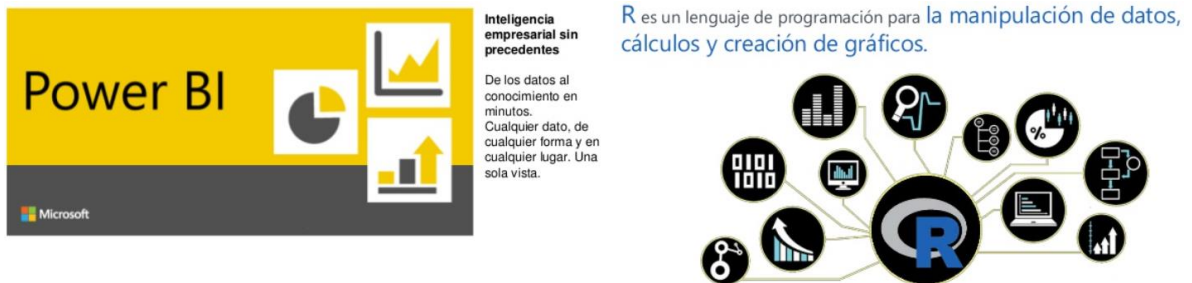 Power BI
Microsoft
Inteligencia
empresarial sin
precedentes
De los datos al
conocimiento en
minutos.
Cualquier dato, de
cualquier forma y en
cualquier lugar. Una
sola vista.
R es un lenguaje de programación para la manipulación de datos,
cálculos y creación de gráficos.
0101
1010
%
R